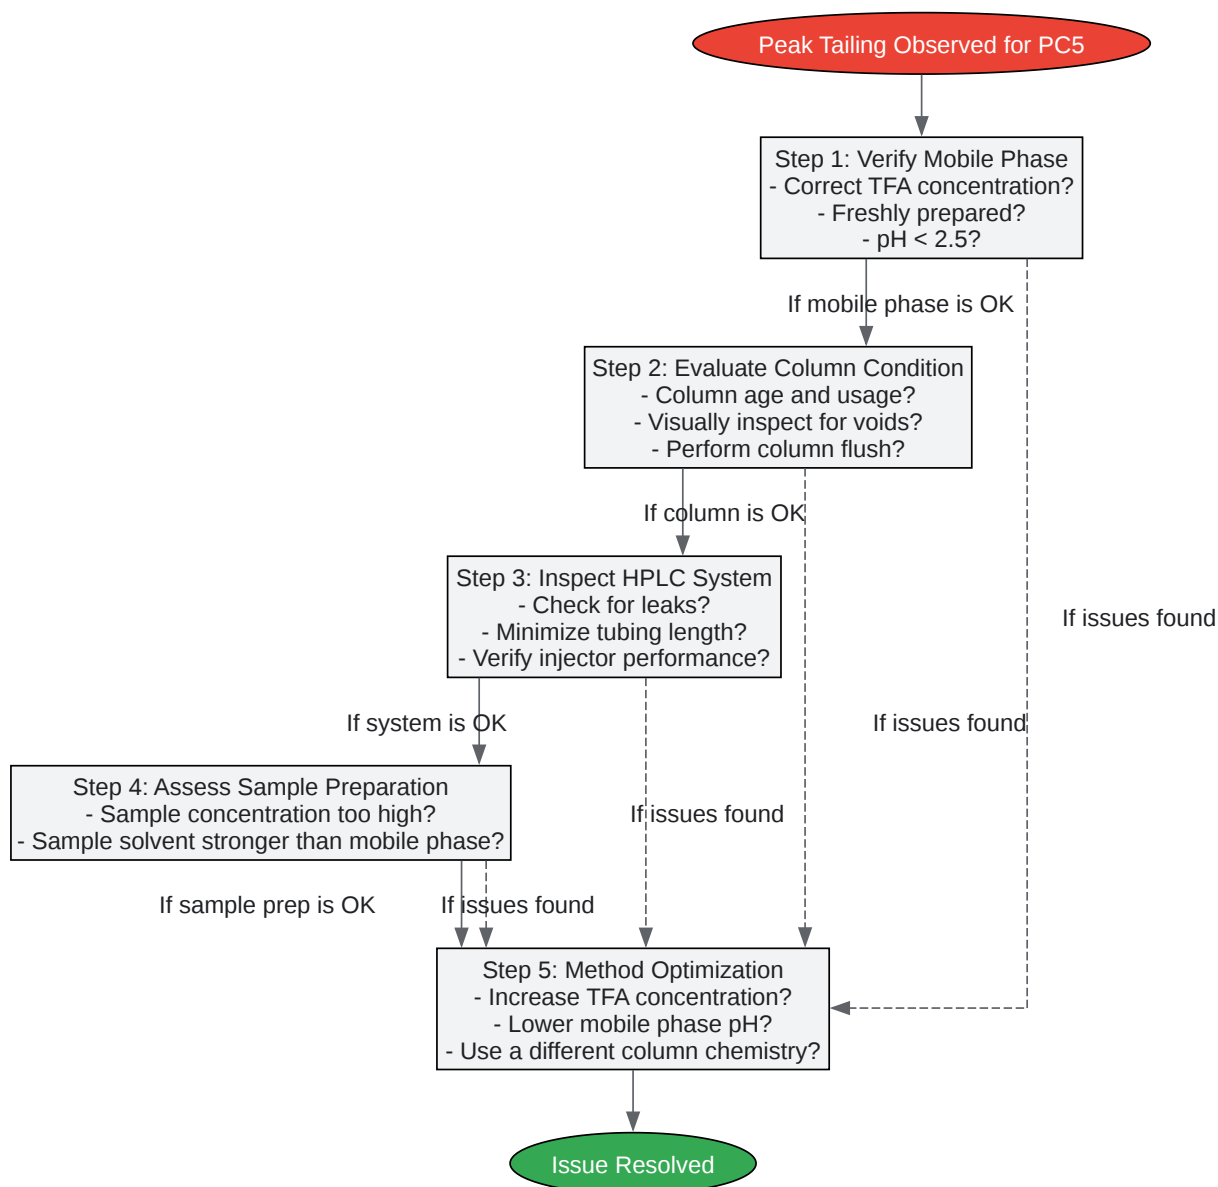 Peak Tailing Observed for PC5
Step 1: Verify Mobile Phase
- Correct TFA concentration?
- Freshly prepared?
- pH < 2.5?
If mobile phase is OK
Step 2: Evaluate Column Condition
- Column age and usage?
- Visually inspect for voids?
- Perform column flush?
If column is OK
Step 3: Inspect HPLC System
- Check for leaks?
- Minimize tubing length?
- Verify injector performance?
If issues found
If system is OK
If issues found
Step 4: Assess Sample Preparation
- Sample concentration too high?
- Sample solvent stronger than mobile phase?
If issues found
If sample prep is OK
If issues found
Step 5: Method Optimization
- Increase TFA concentration?
- Lower mobile phase pH?
- Use a different column chemistry?
Issue Resolved